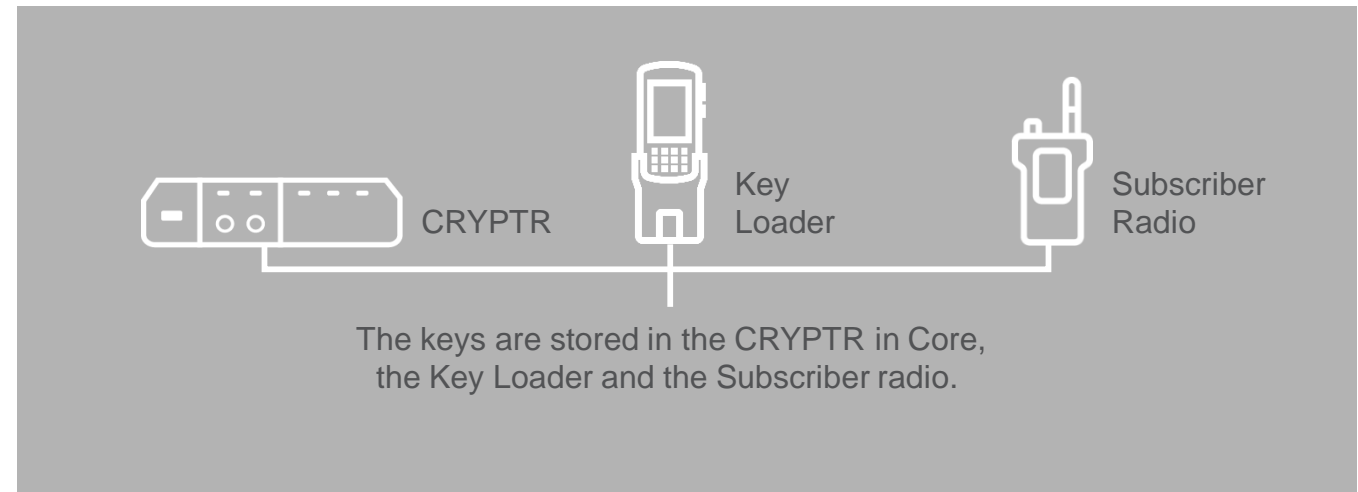 CRYPTR
Key
Loader
Subscriber
Radio
The keys are stored in the CRYPTR in Core,
the Key Loader and the Subscriber radio.